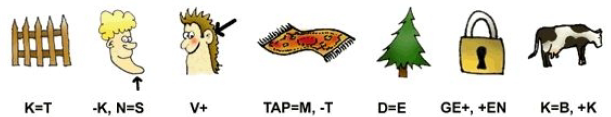 K=T -K, N=S V+ TAP=M, -T D=E GE+, +EN K=B, +K